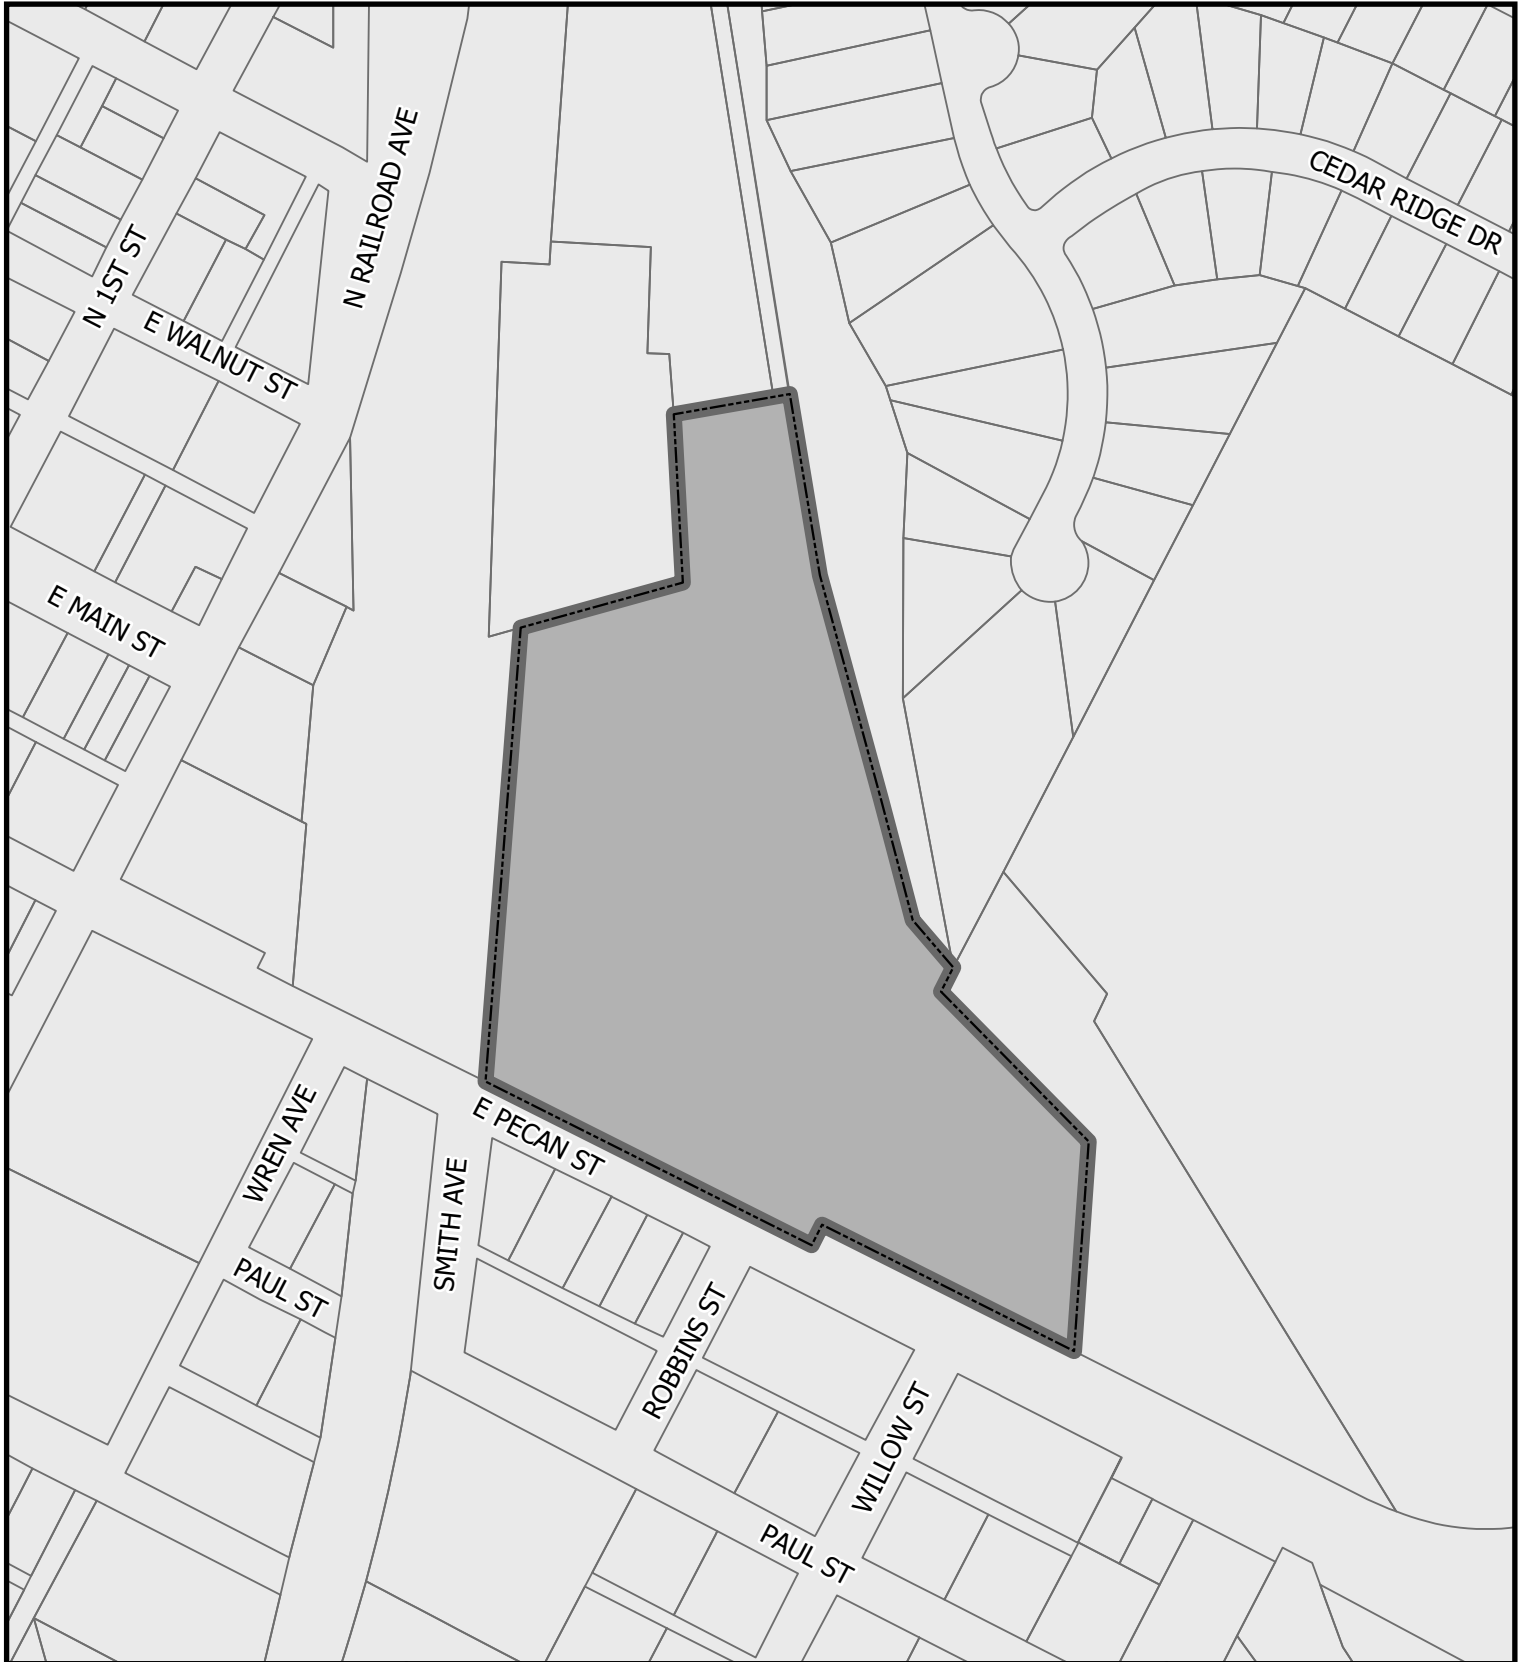 CEDAR RIDGE DR
N RAILROAD AVE
N 1ST ST
E WALNUT ST
E MAIN ST
E PECAN ST
WREN AVE
SMITH AVE
PAUL ST
ROBBINS ST
WILLOW ST
PAUL ST